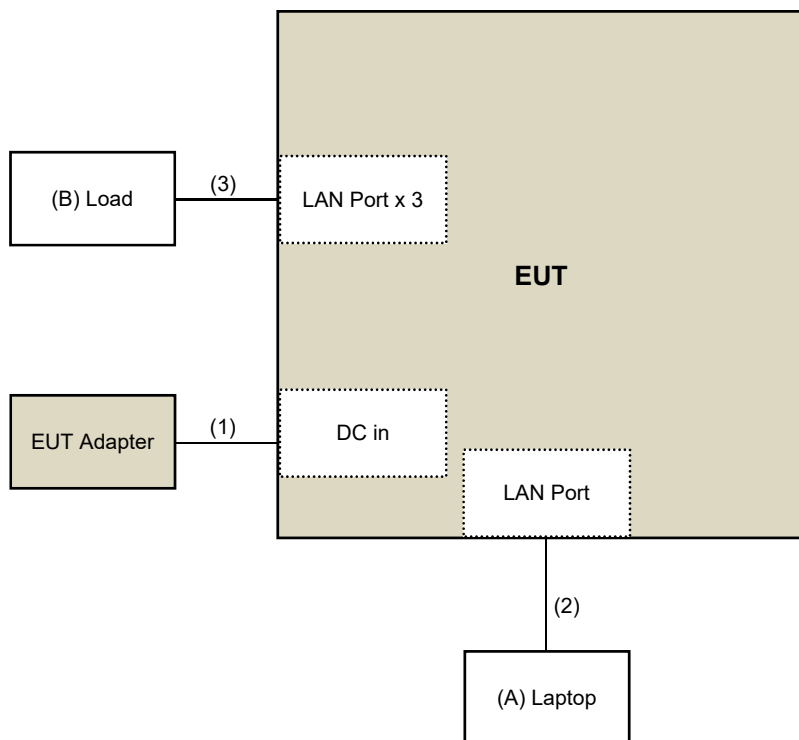 (B) Load
(3)
LAN Port x 3
EUT
EUT Adapter
(1)
DC in
LAN Port
(2)
(A) Laptop